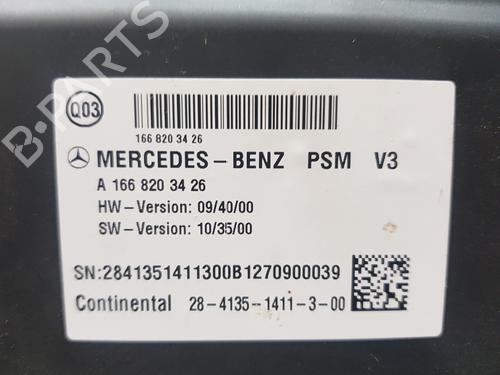 Q03
166 820 34 26
MERCEDES-BENZ PSM V3
A 166 820 34 26
HW-Version: 09/40/00
SW-Version: 10/35/00
SN:2841351411300B1270900039
Continental 28-4135-1411-3-00
B-PARTS